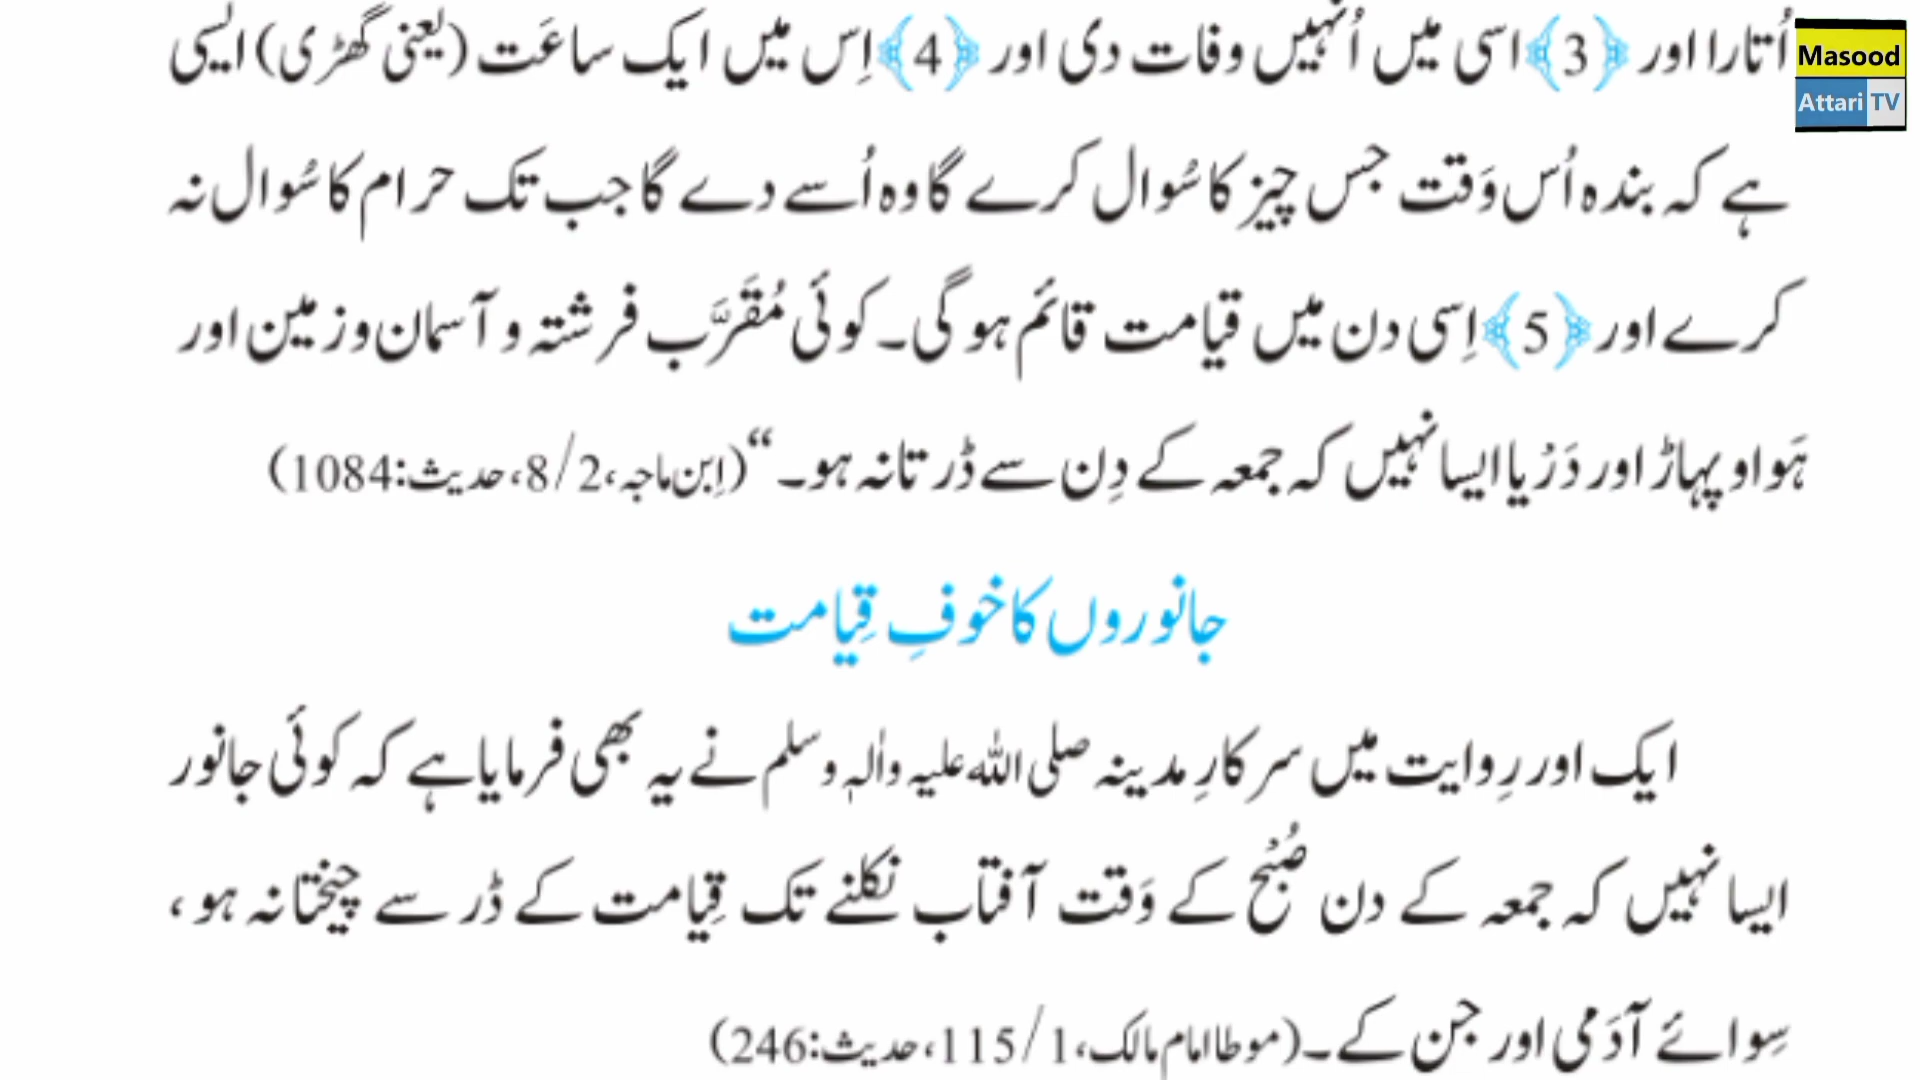 اُتارا اور ﴿3﴾ اسی میں اُنہیں وفات دی اور ﴿4﴾ اِس میں ایک ساعَت (یعنی گھڑی) ایسی
ہے کہ بندہ اُس وَقت جس چیز کا سُوال کرے گا وہ اُسے دے گا جب تک حرام کا سُوال نہ
کرے اور ﴿5﴾ اِسی دن میں قیامت قائم ہو گی۔ کوئی مُقَرَّب فرشتہ و آسمان و زمین اور
ہَوا و پہاڑ اور دَرْیا ایسا نہیں کہ جمعہ کے دِن سے ڈرتا نہ ہو۔“ (اِبن ماجہ، 8/2، حدیث: 1084)
جانوروں کا خَوفِ قِیامت
ایک اور رِوایت میں سرکارِ مدینہ صلی اللہ علیہ واٰلہٖ وسلم نے یہ بھی فرمایا ہے کہ کوئی جانور
ایسا نہیں کہ جمعہ کے دن صُبْح کے وَقت آفتاب نکلنے تک قِیامت کے ڈر سے چیختا نہ ہو،
سِوائے آدَمی اور جن کے۔ (موطا امام مالک، 115/1، حدیث: 246)
Masood
Attari TV